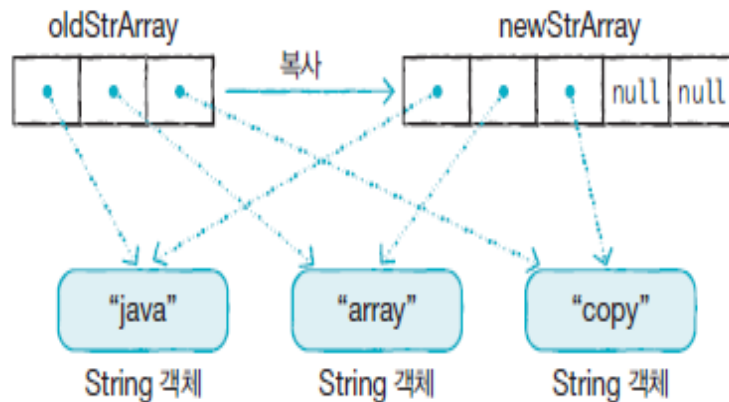 oldStrArray
newStrArray
복사
null
null
“java”
“array”
“copy”
String 객체
String 객체
String 객체